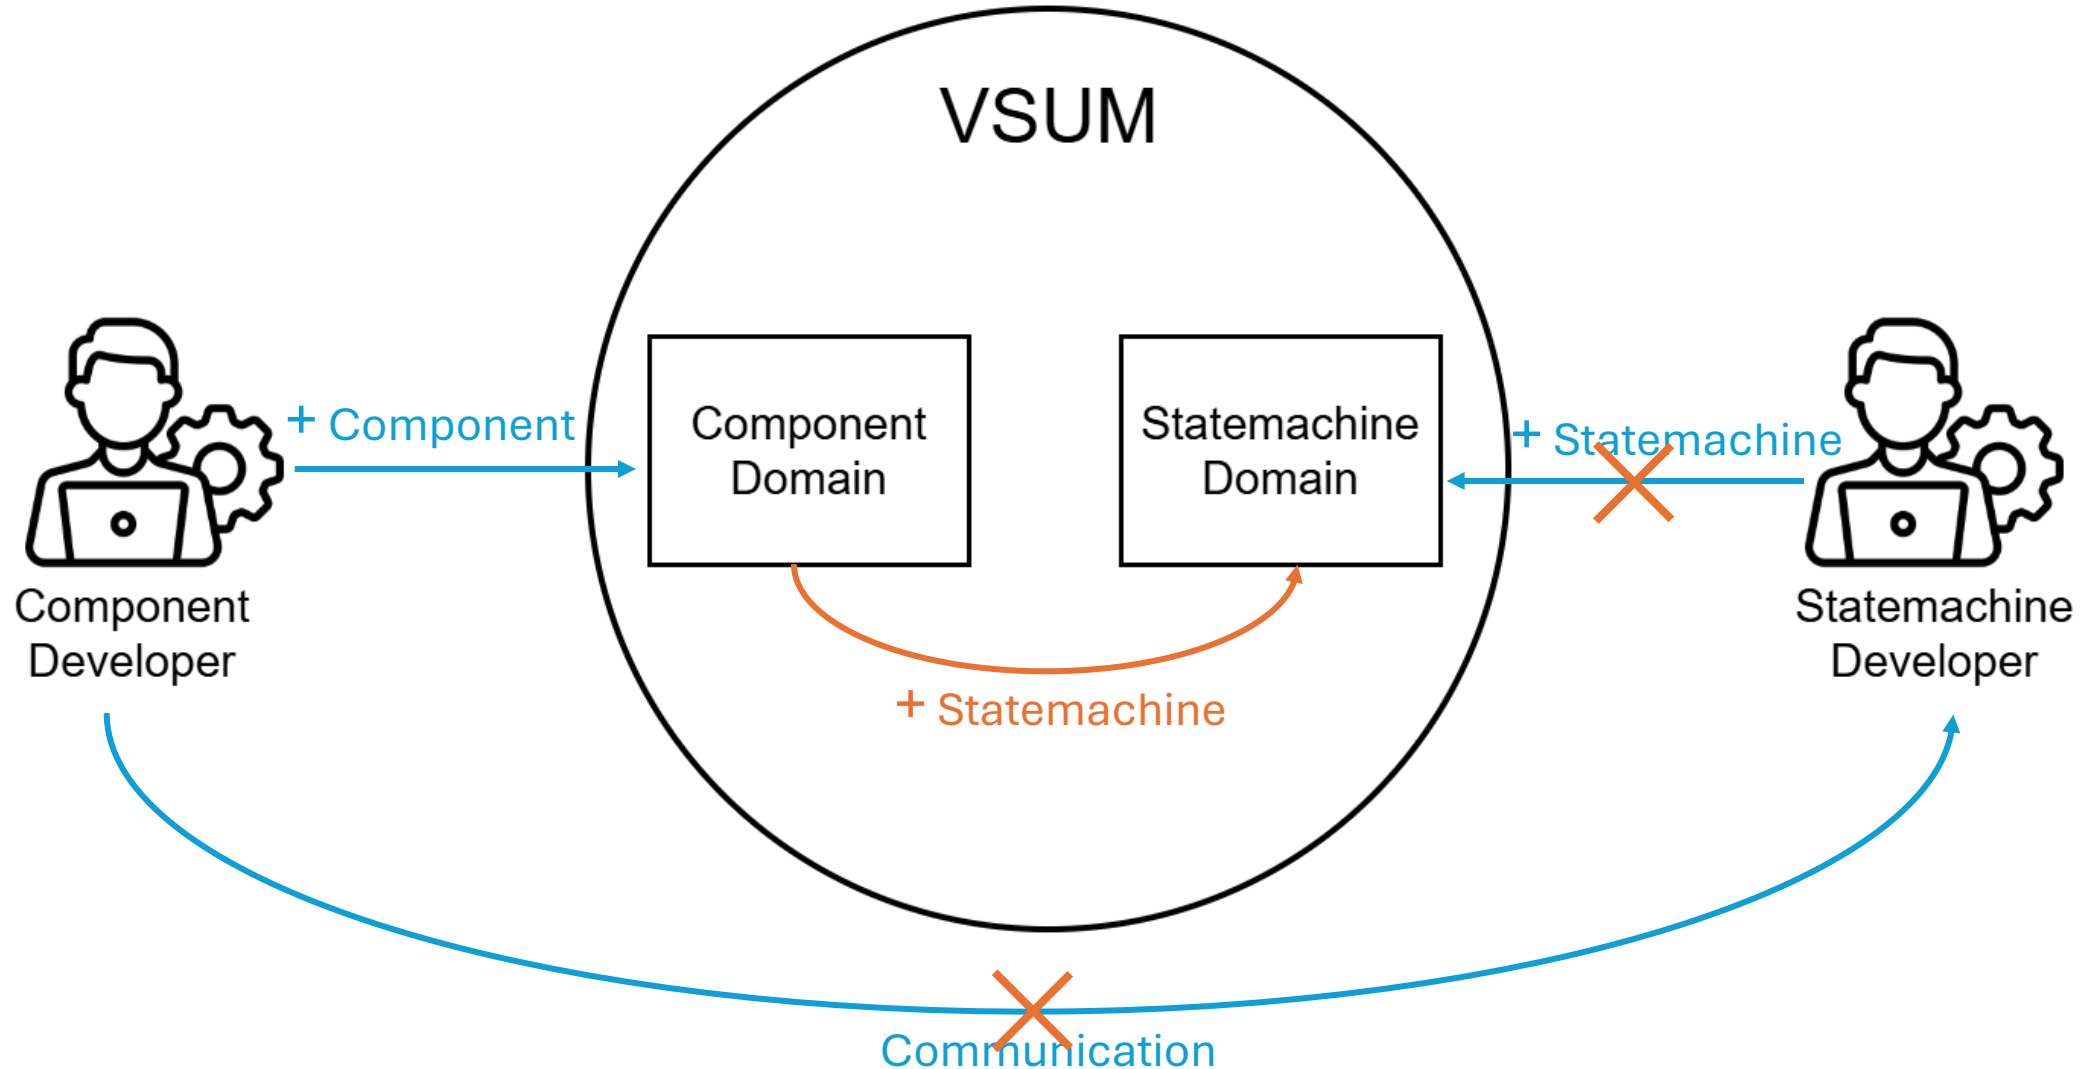 VSUM
+ Component
Component
Domain
Statemachine
Domain
+ Statemachine
Component
Developer
Statemachine
Developer
+ Statemachine
Communication